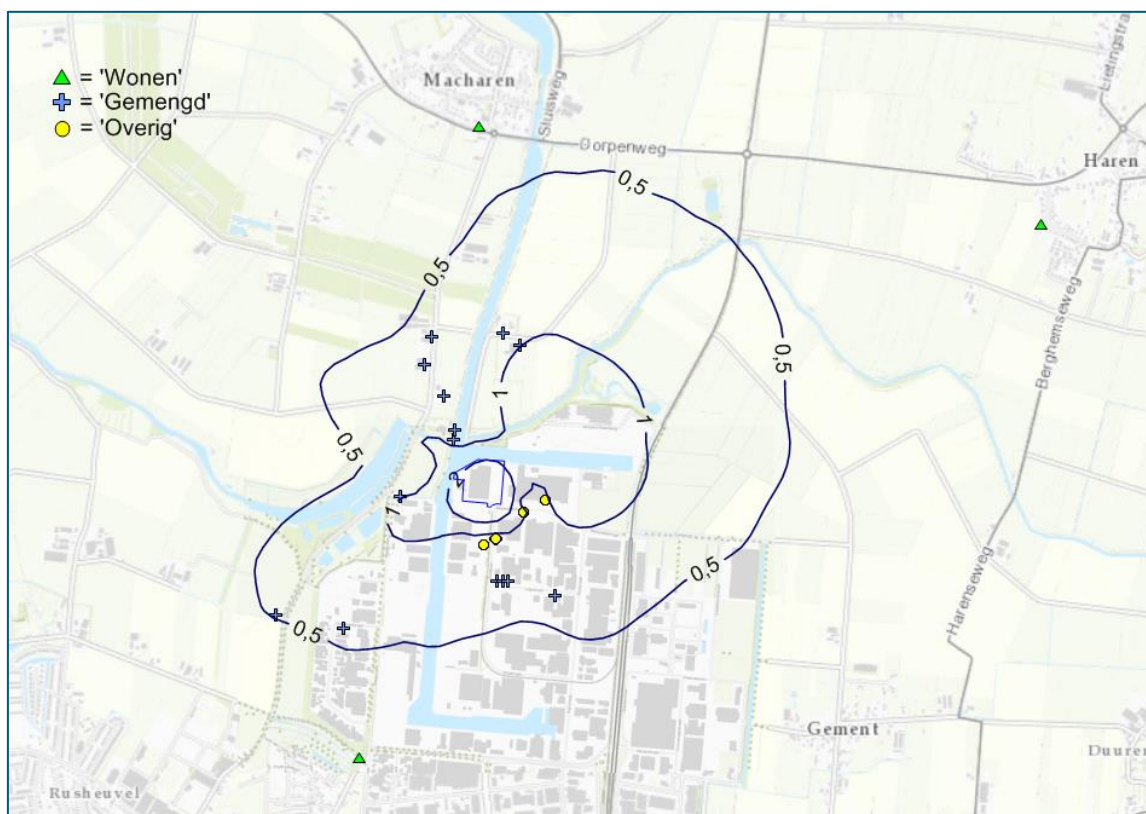 = 'Wonen'
= 'Gemengd'
= 'Overig'
Macharen
Sluisweg
Dorpenweg
Haren
0,5
0,5
0,5
0,5
1
1
1
2
0,5
0,5
Berghemseweg
Harenseweg
Gement
Rusheuvel